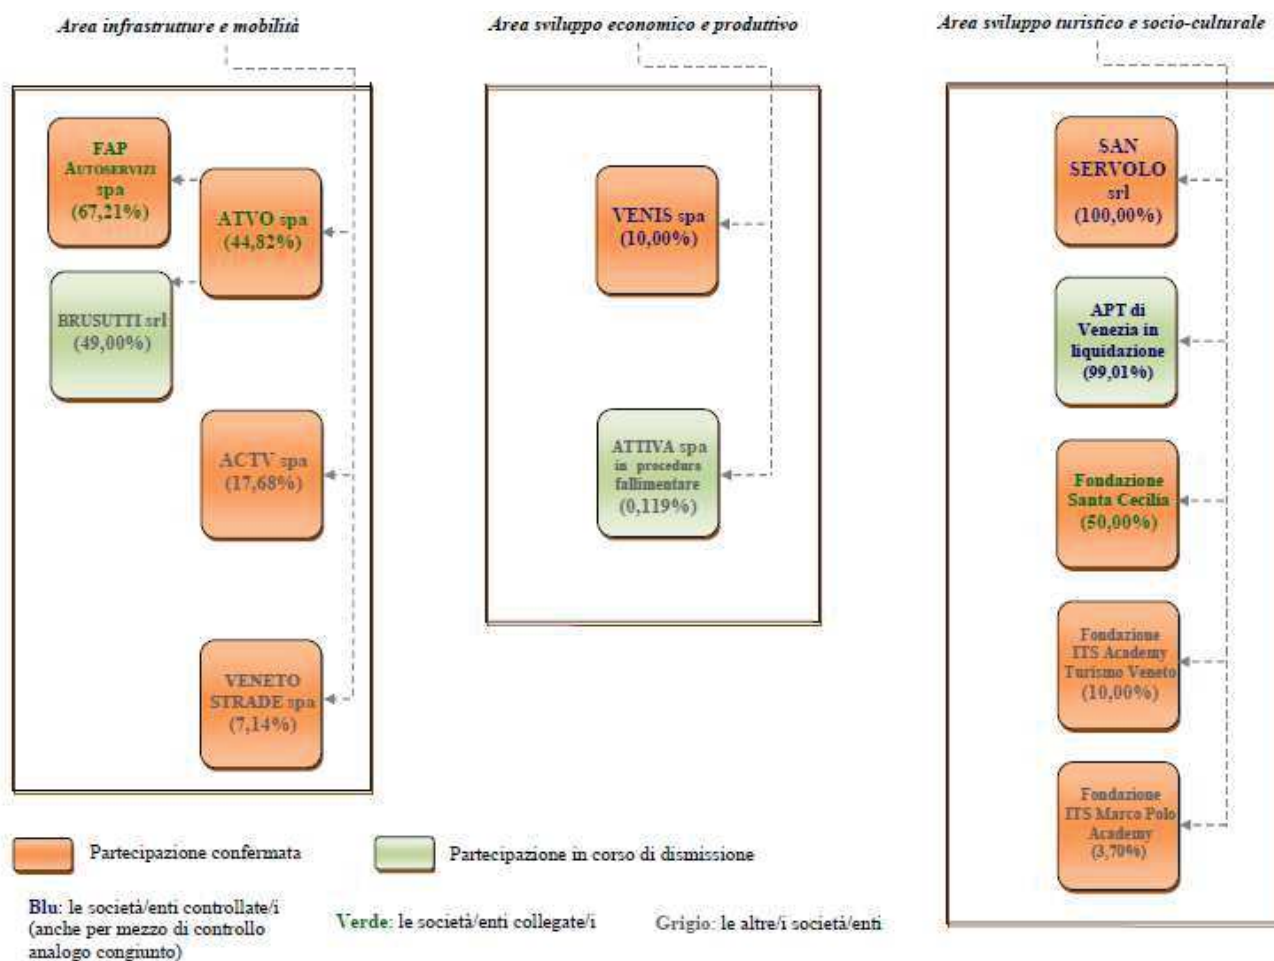 Area infrastrutture e mobilità
Area sviluppo economico e produttivo
Area sviluppo turistico e socio-culturale
FAP
AUTOSERVIZI
spa
(67,21%)
ATVO spa
(44,82%)
BRUSUTTI srl
(49,00%)
ACTV spa
(17,68%)
VENETO
STRADE spa
(7,14%)
VENIS spa
(10,00%)
ATTIVA spa
in procedura
fallimentare
(0,119%)
SAN
SERVOLO
srl
(100,00%)
APT di
Venezia in
liquidazione
(99,01%)
Fondazione
Santa Cecilia
(50,00%)
Fondazione
ITS Academy
Turismo Veneto
(10,00%)
Fondazione
ITS Marco Polo
Academy
(3,70%)
Partecipazione confermata
Partecipazione in corso di dismissione
Blu: le società/enti controllate/i
(anche per mezzo di controllo
analogo congiunto)
Verde: le società/enti collegate/i
Grigio: le altre/i società/enti